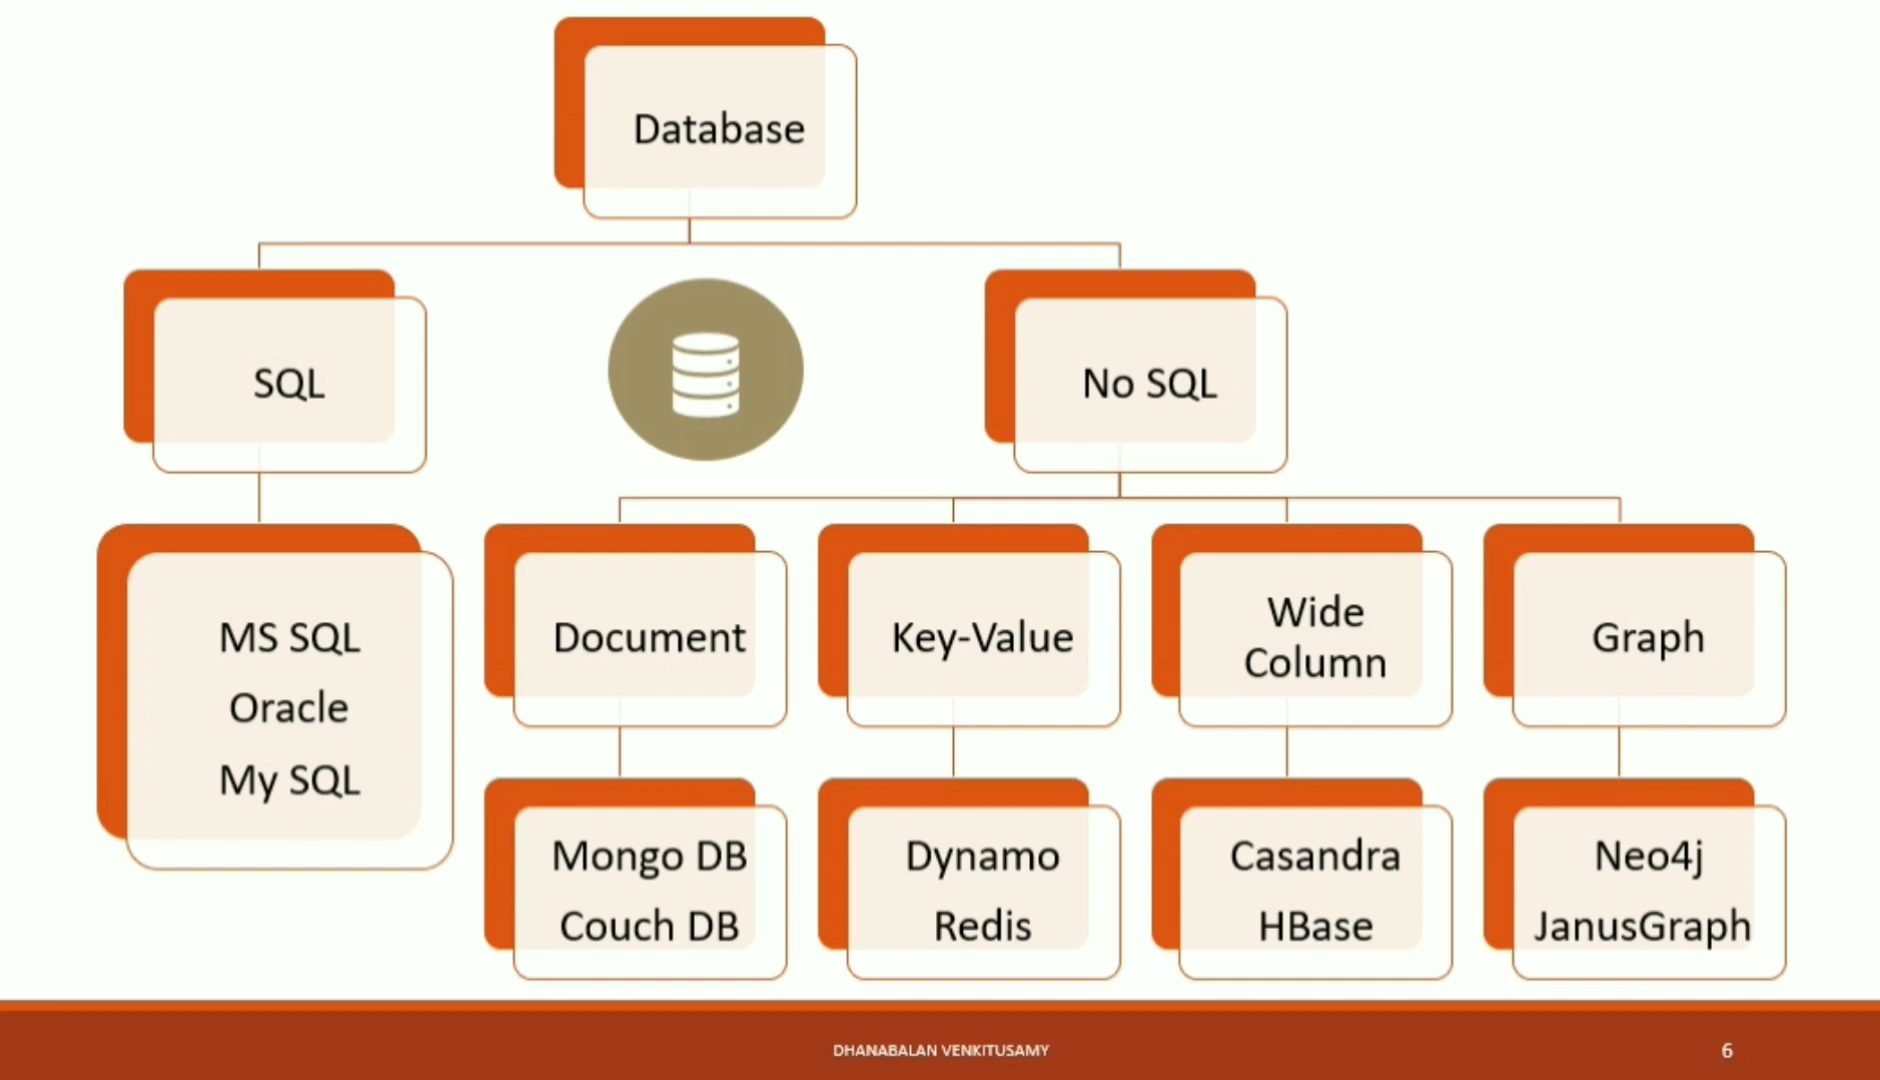 Database
SQL
No SQL
MS SQL
Oracle
My SQL
Document
Key-Value
Wide
Column
Graph
Mongo DB
Couch DB
Dynamo
Redis
Casandra
HBase
Neo4j
JanusGraph
DHANABALAN VENKITUSAMY
6